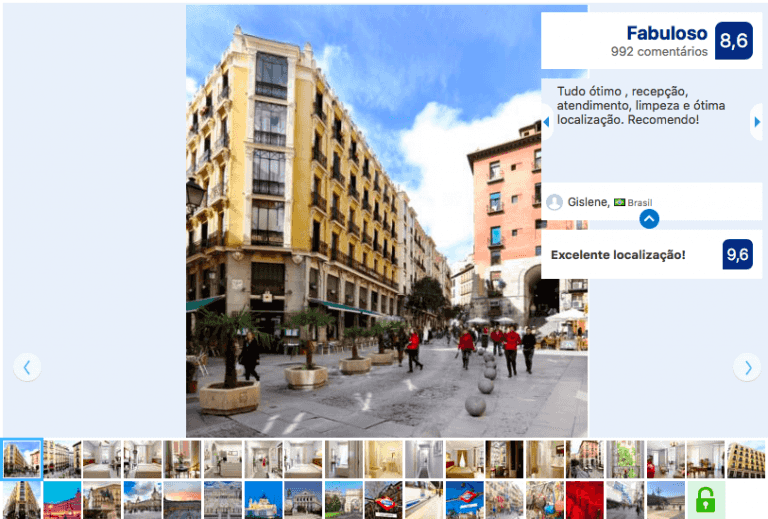 Fabuloso
8,6
992 comentários
Tudo ótimo , recepção,
atendimento, limpeza e ótima
localização. Recomendo!
Gislene, Brasil
Excelente localização!
9,6